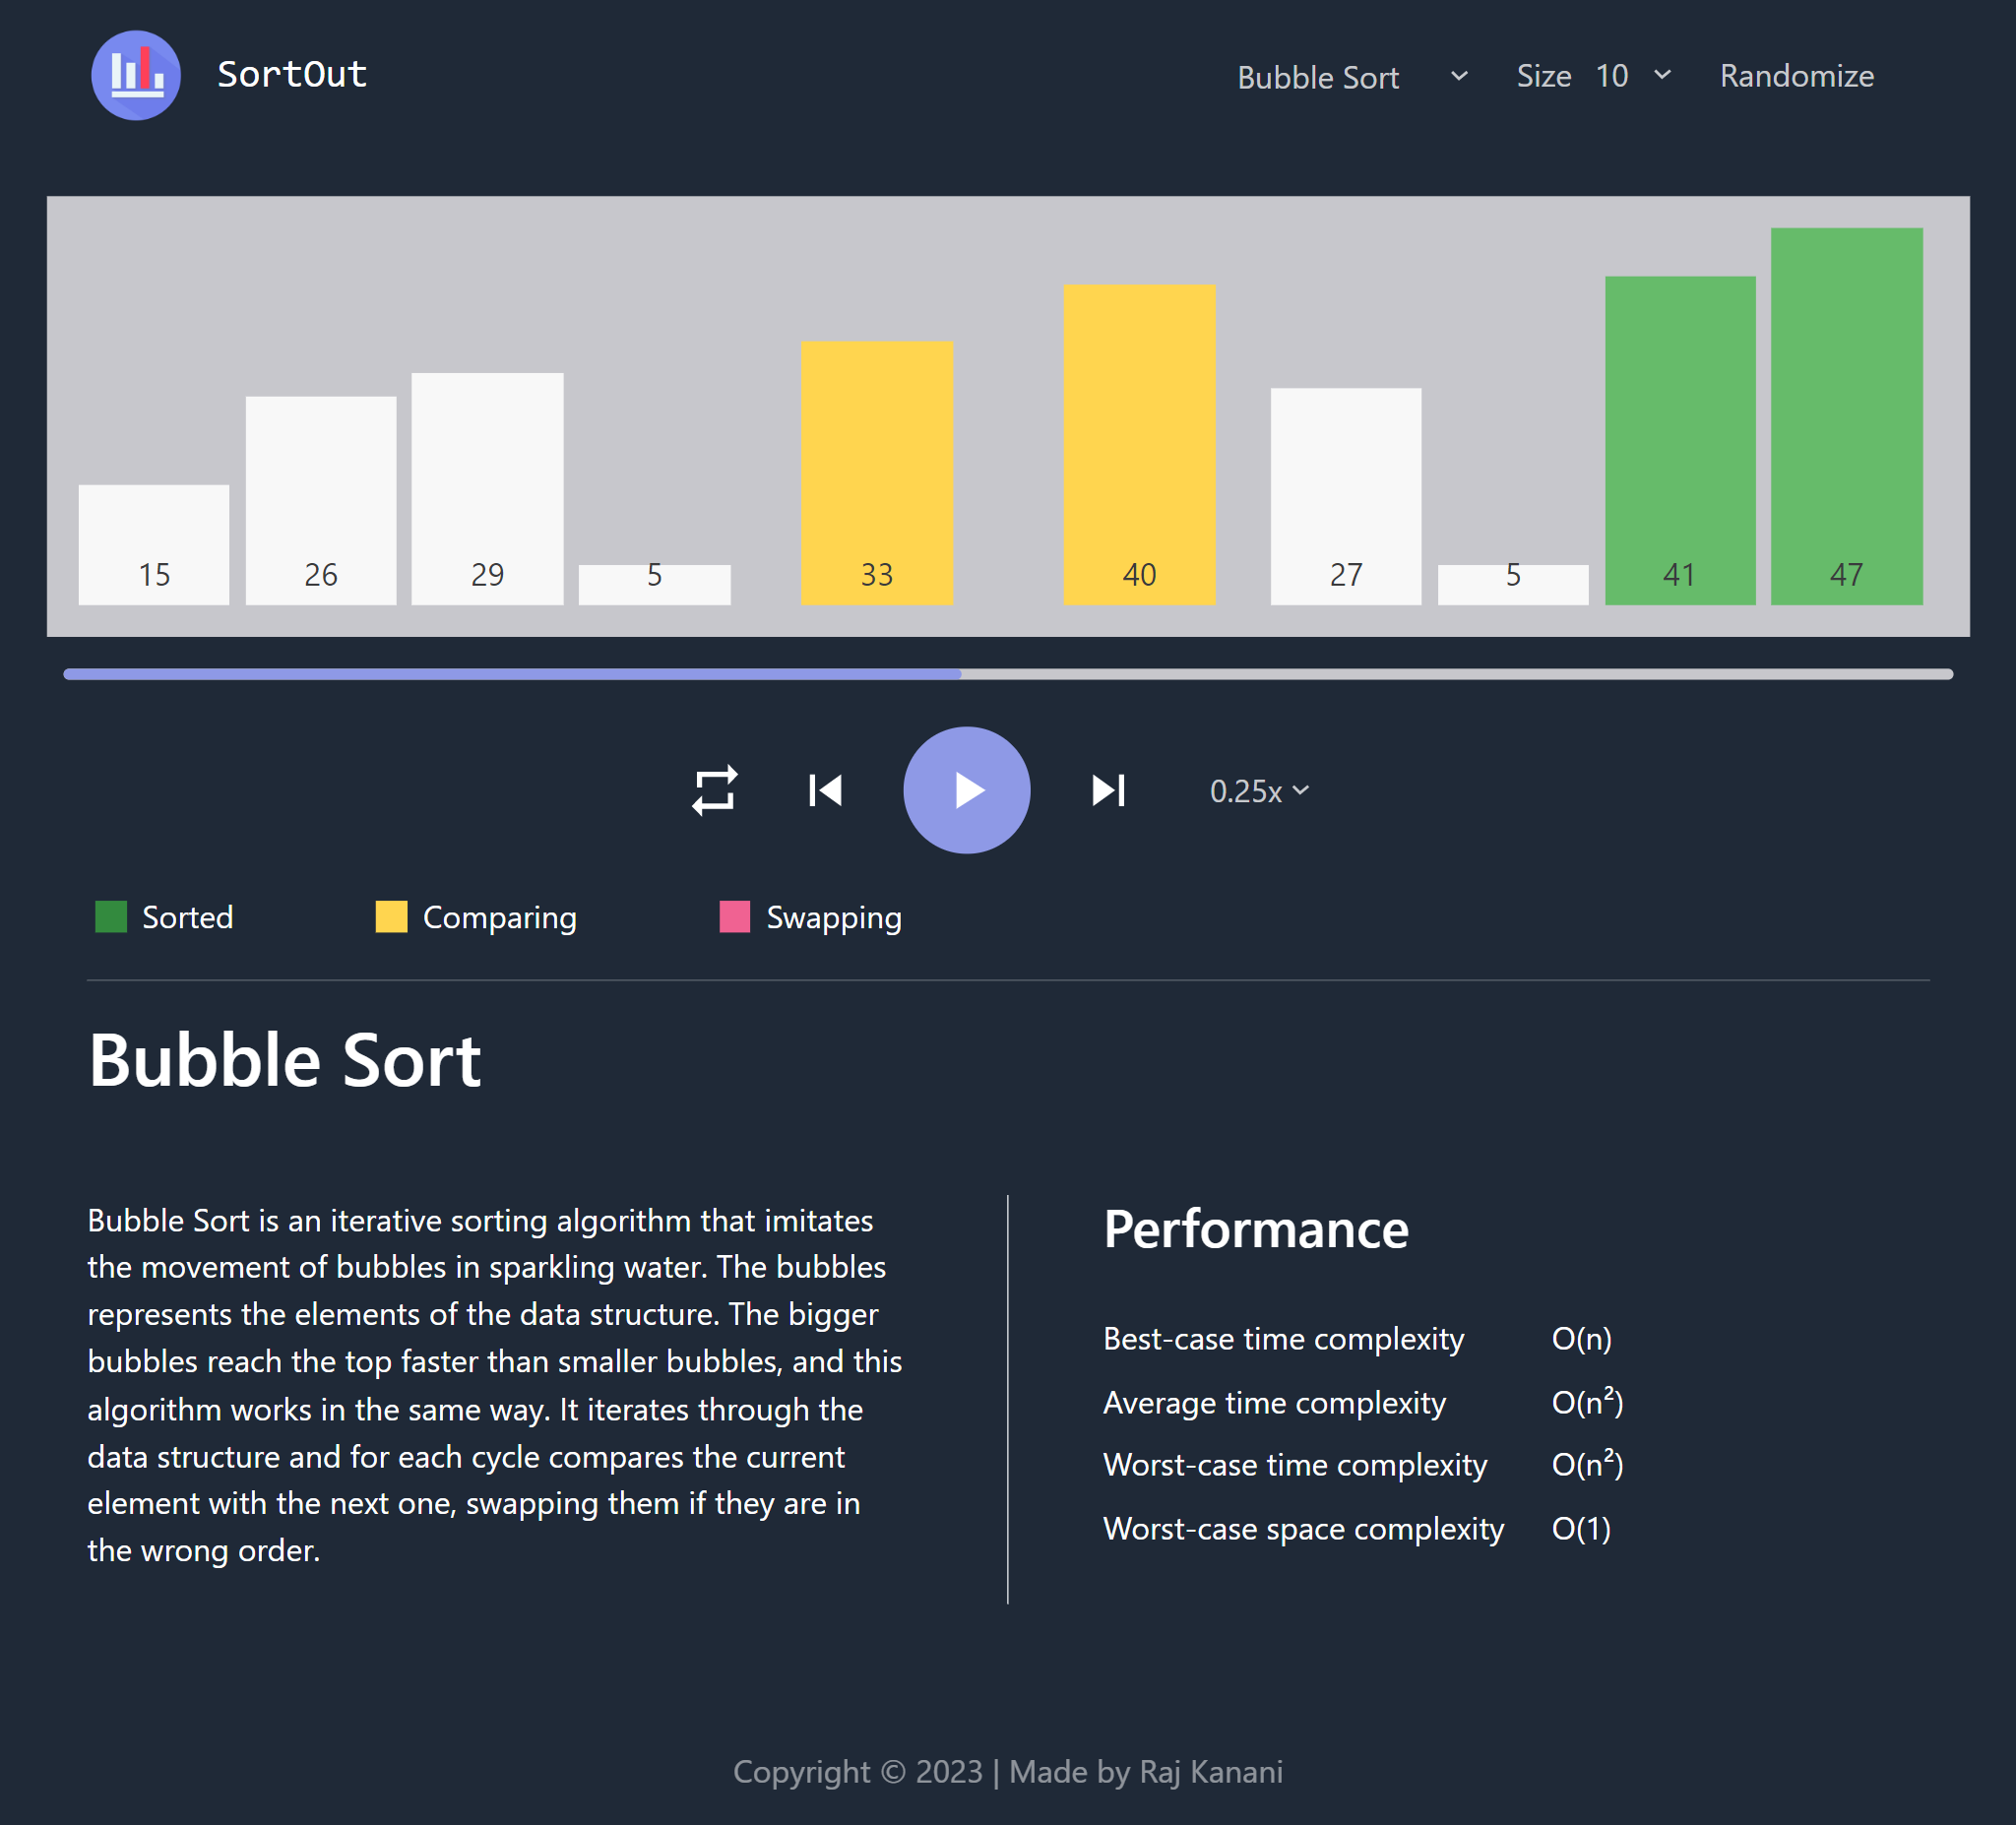 SortOut
Bubble Sort
Size 10
Randomize
15 26 29 5 33 40 27 5 41 47
0.25x
Sorted
Comparing
Swapping
Bubble Sort
Bubble Sort is an iterative sorting algorithm that imitates
the movement of bubbles in sparkling water. The bubbles
represents the elements of the data structure. The bigger
bubbles reach the top faster than smaller bubbles, and this
algorithm works in the same way. It iterates through the
data structure and for each cycle compares the current
element with the next one, swapping them if they are in
the wrong order.
Performance
Best-case time complexity O(n)
Average time complexity O(n²)
Worst-case time complexity O(n²)
Worst-case space complexity O(1)
Copyright © 2023 | Made by Raj Kanani